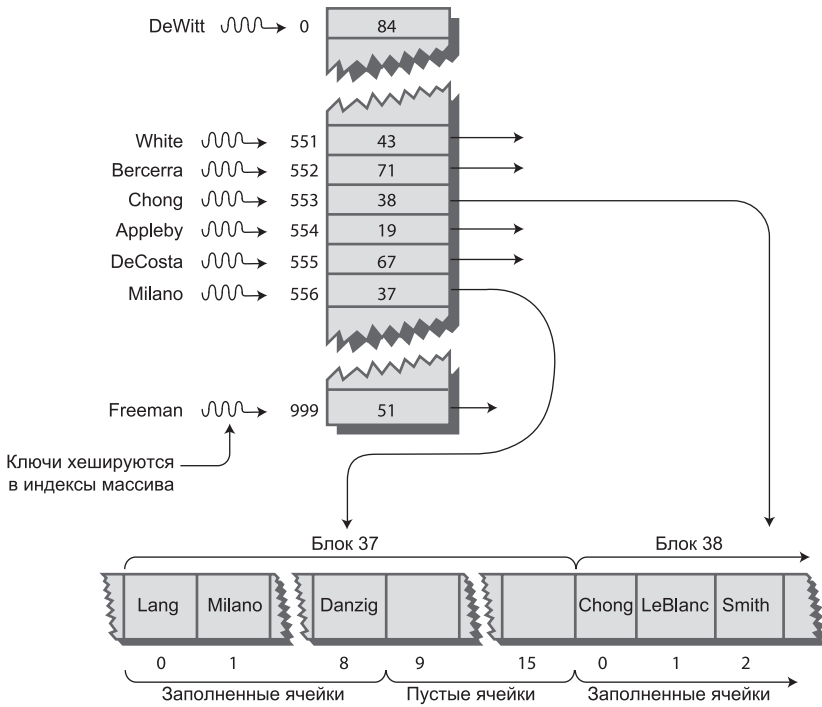 DeWitt 0 84
White 551 43
Bercerra 552 71
Chong 553 38
Appleby 554 19
DeCosta 555 67
Milano 556 37
Freeman 999 51
Ключи хешируются
в индексы массива
Блок 37 Блок 38
Lang Milano Danzig Chong LeBlanc Smith
0 1 8 9 15 0 1 2
Заполненные ячейки Пустые ячейки Заполненные ячейки